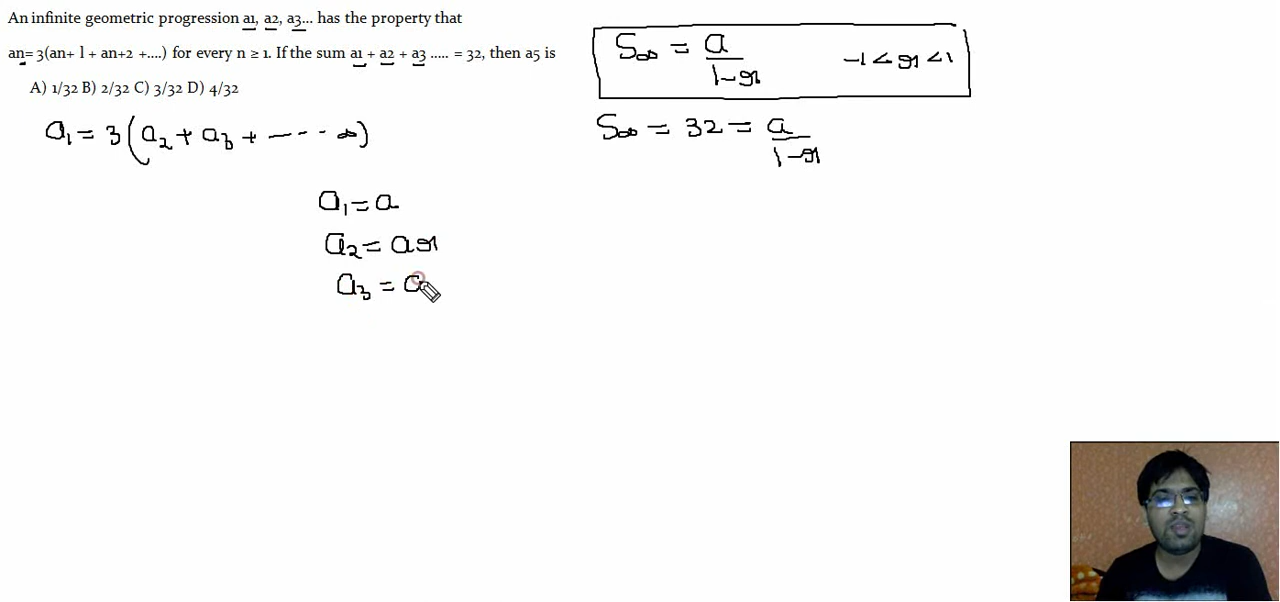 An infinite geometric progression a1, a2, a3... has the property that
an= 3(an+ l + an+2 +....) for every n ≥ 1. If the sum a1 + a2 + a3 ..... = 32, then a5 is
A) 1/32 B) 2/32 C) 3/32 D) 4/32
S∞ = a/(1-r) -1 < r < 1
a1 = 3(a2 + a3 + ---- ∞)
S∞ = 32 = a/(1-r)
a1 = a
a2 = ar
a3 = a